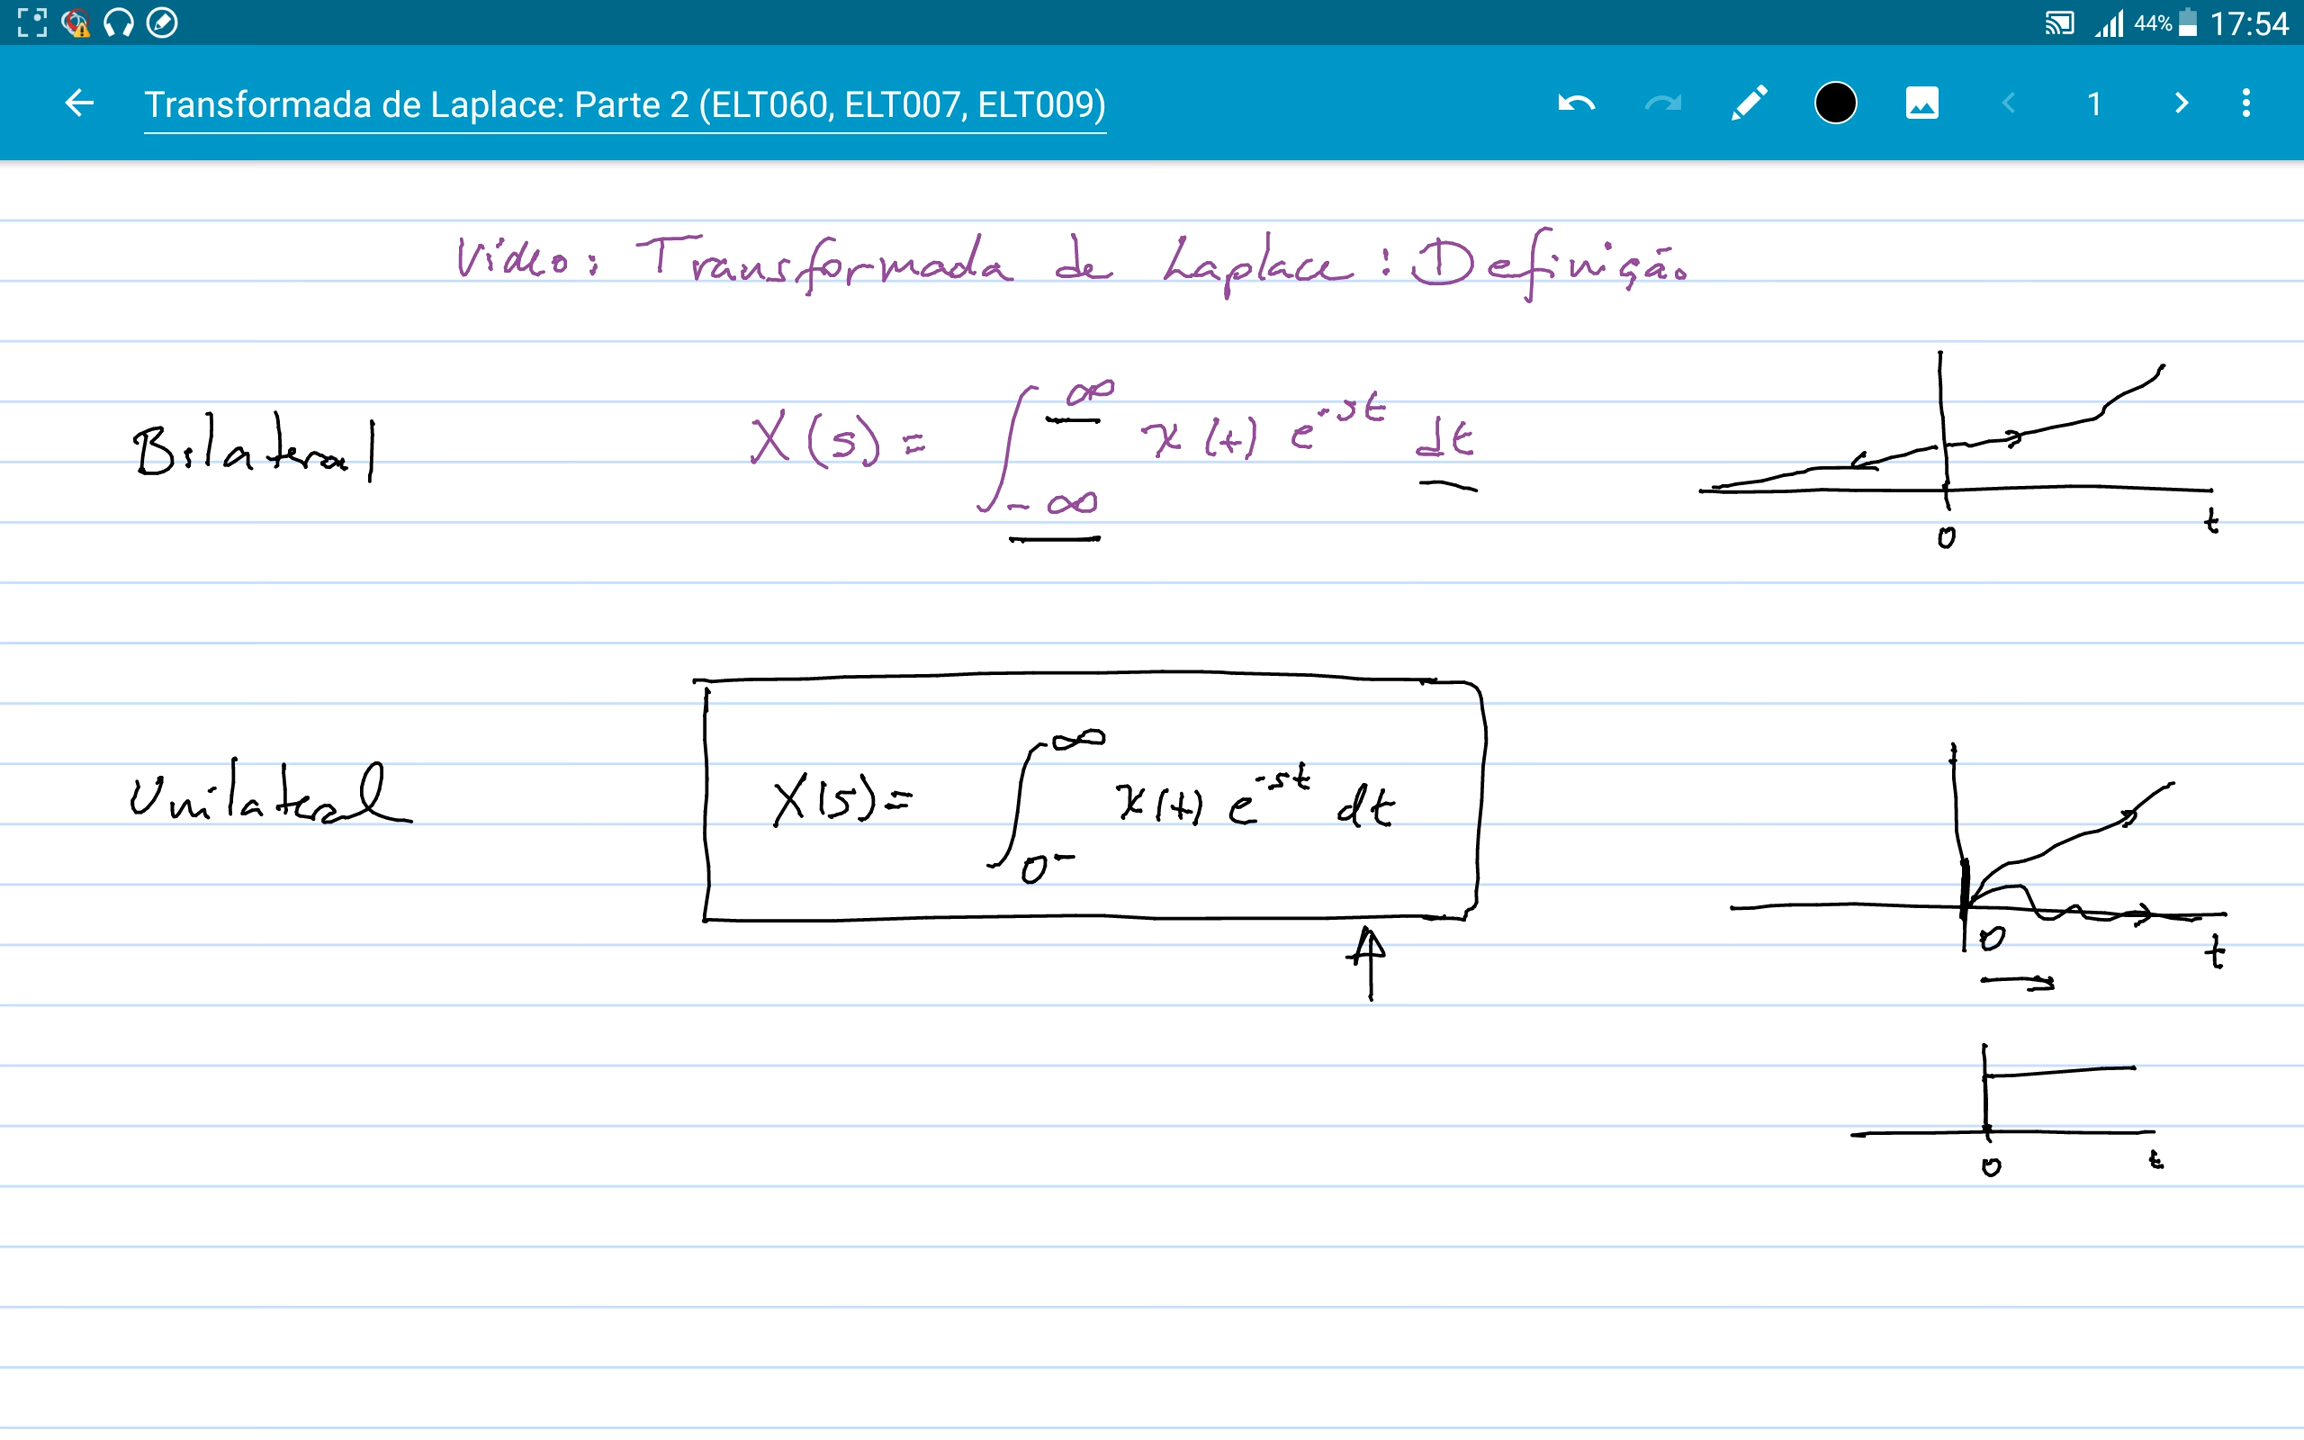 44% 17:54
Transformada de Laplace: Parte 2 (ELT060, ELT007, ELT009) 1
Vídeo: Transformada de Laplace: Definição
Bilateral X(s) = ∫_{-∞}^{∞} x(t) e^{-st} dt
0 t
Unilateral X(s) = ∫_{0^-}^{∞} x(t) e^{-st} dt
0 t
0 t